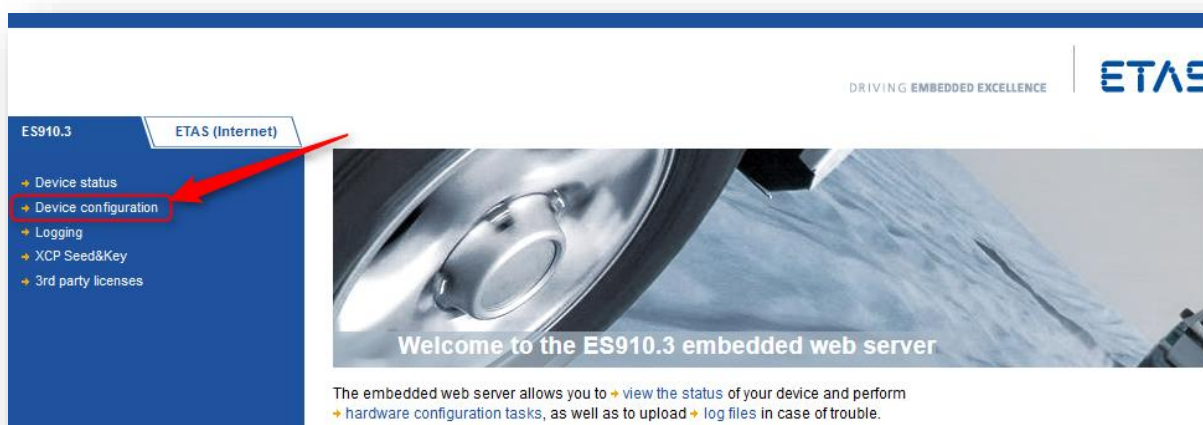 DRIVING EMBEDDED EXCELLENCE
ETAS
ES910.3
ETAS (Internet)
Device status
Device configuration
Logging
XCP Seed&Key
3rd party licenses
Welcome to the ES910.3 embedded web server
The embedded web server allows you to view the status of your device and perform
hardware configuration tasks, as well as to upload log files in case of trouble.